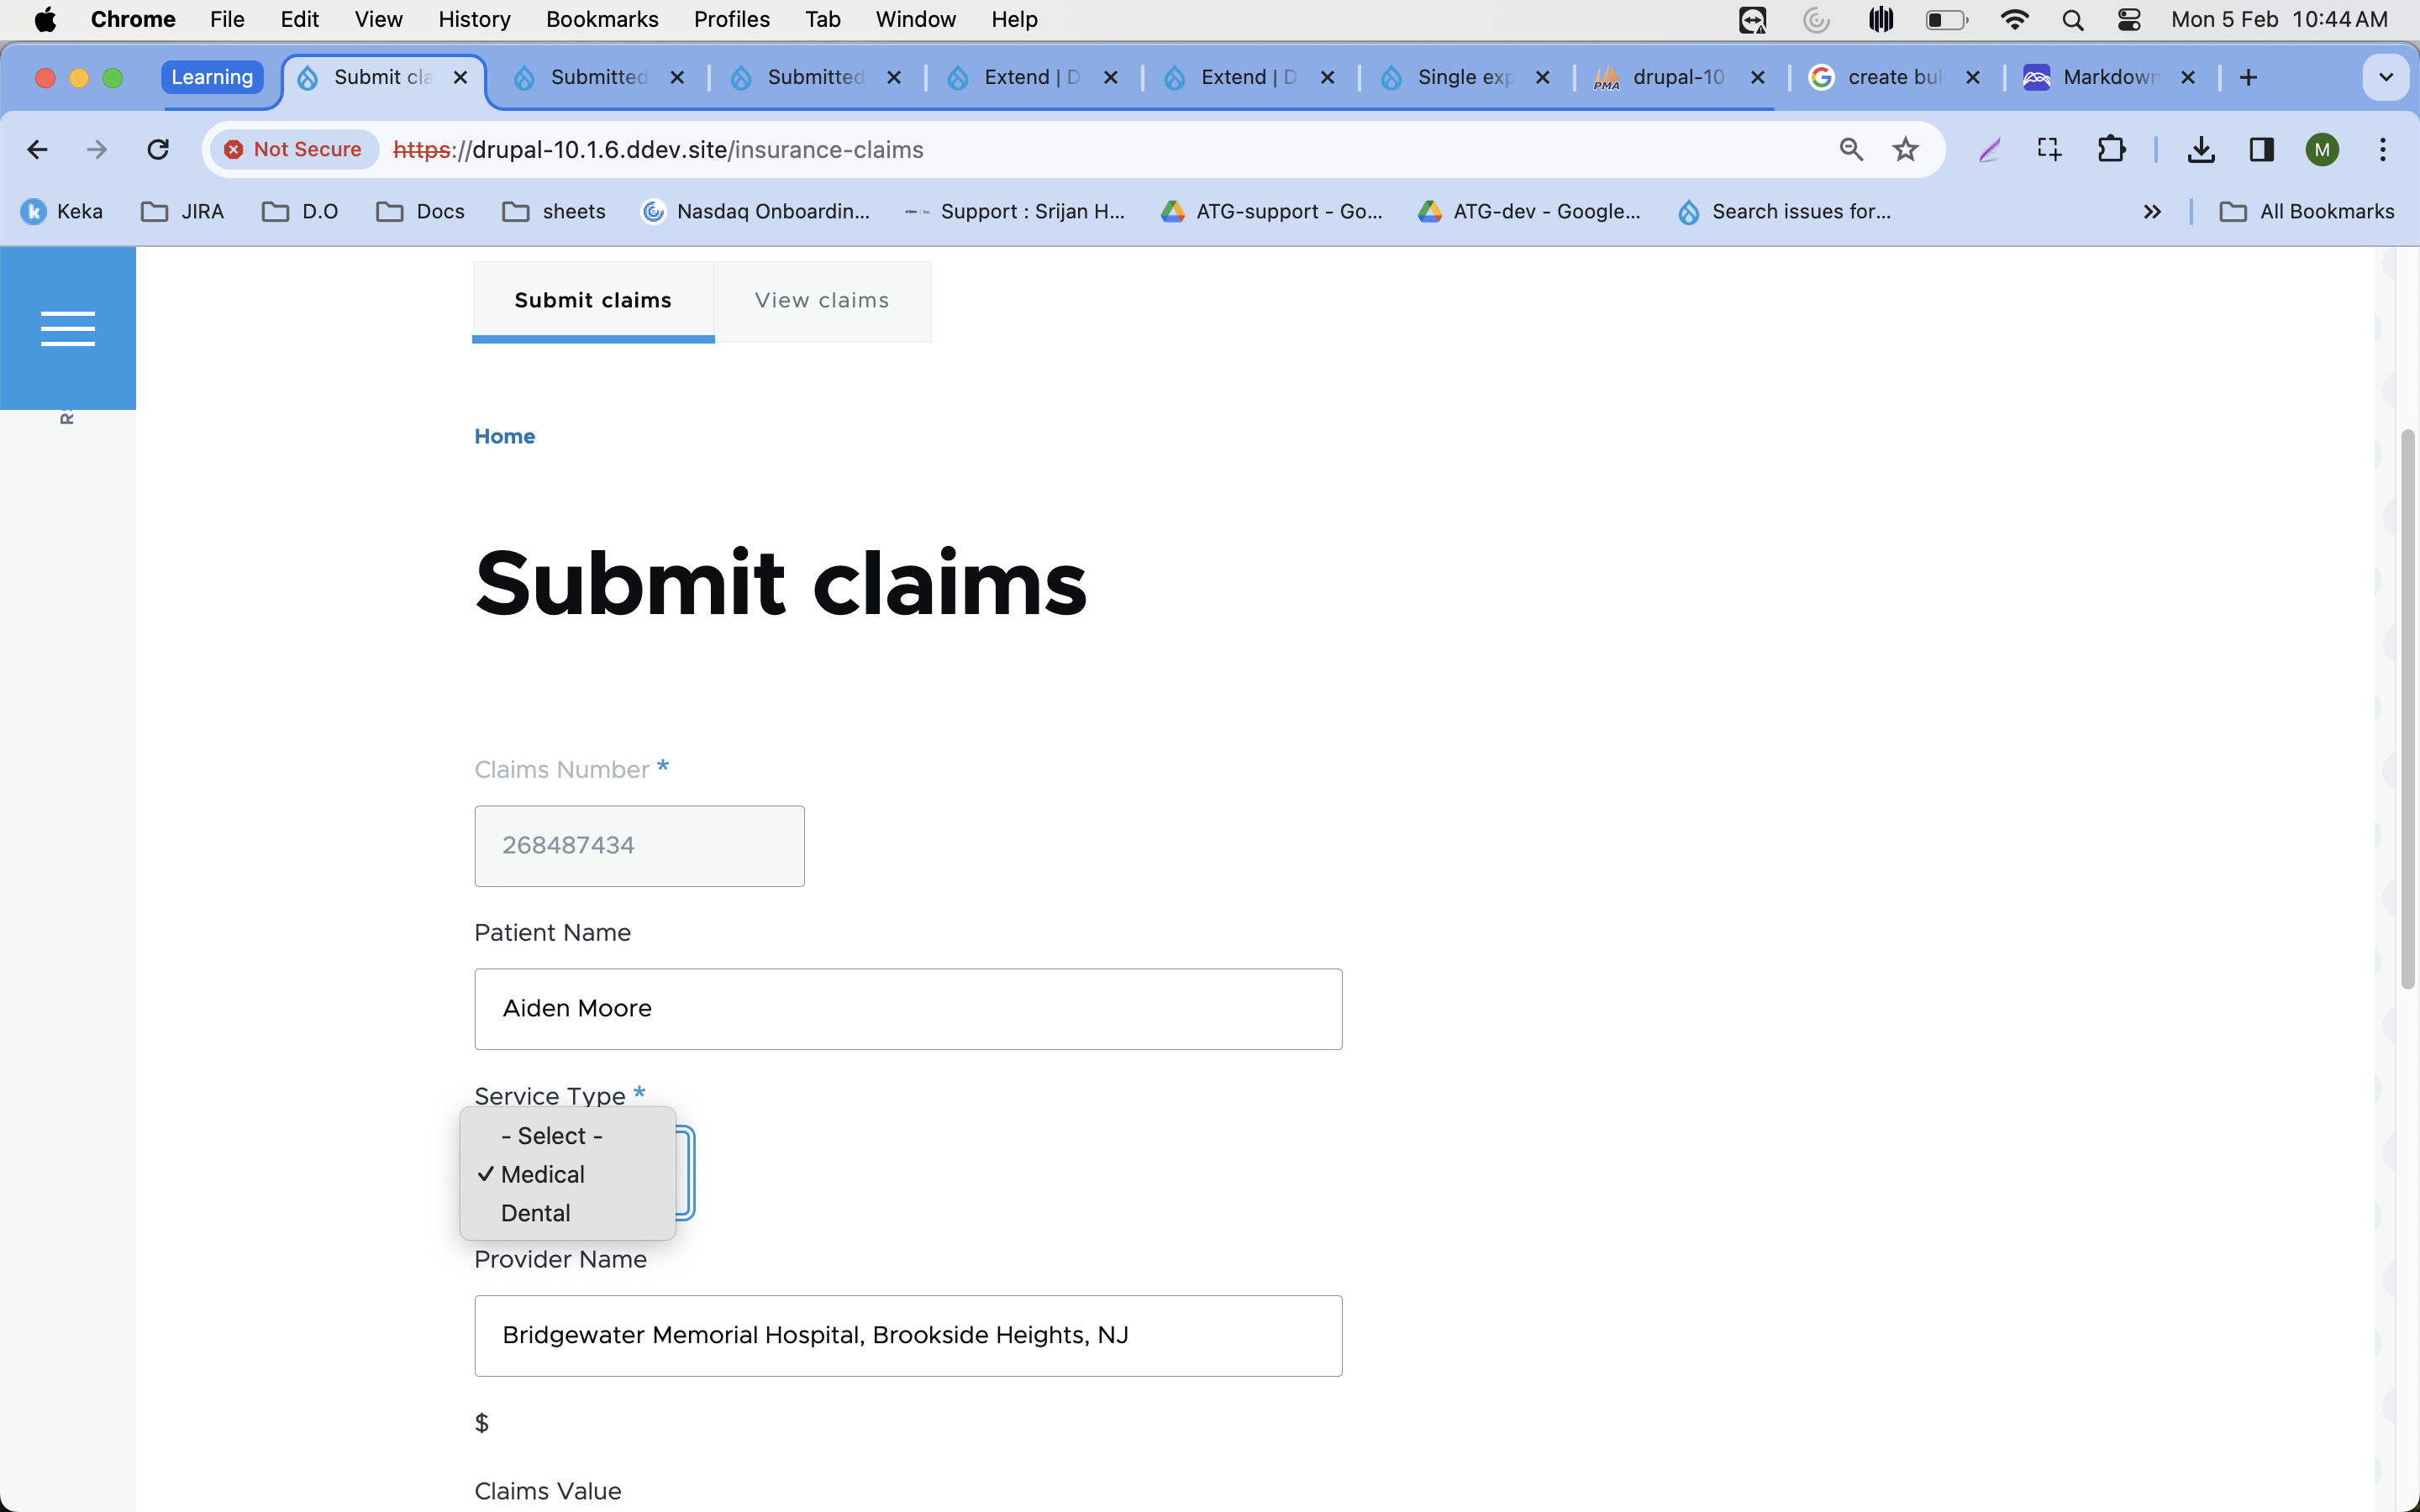 Chrome File Edit View History Bookmarks Profiles Tab Window Help Mon 5 Feb 10:44 AM
Learning Submit cla Submitted Submitted Extend | D Extend | D Single exp drupal-10 create bul Markdown
Not Secure https://drupal-10.1.6.ddev.site/insurance-claims M
Keka JIRA D.O Docs sheets Nasdaq Onboardin... Support : Srijan H... ATG-support - Go... ATG-dev - Google... Search issues for... All Bookmarks
Submit claims View claims
Home
Submit claims
Claims Number *
268487434
Patient Name
Aiden Moore
Service Type *
- Select -
✓ Medical
Dental
Provider Name
Bridgewater Memorial Hospital, Brookside Heights, NJ
$
Claims Value